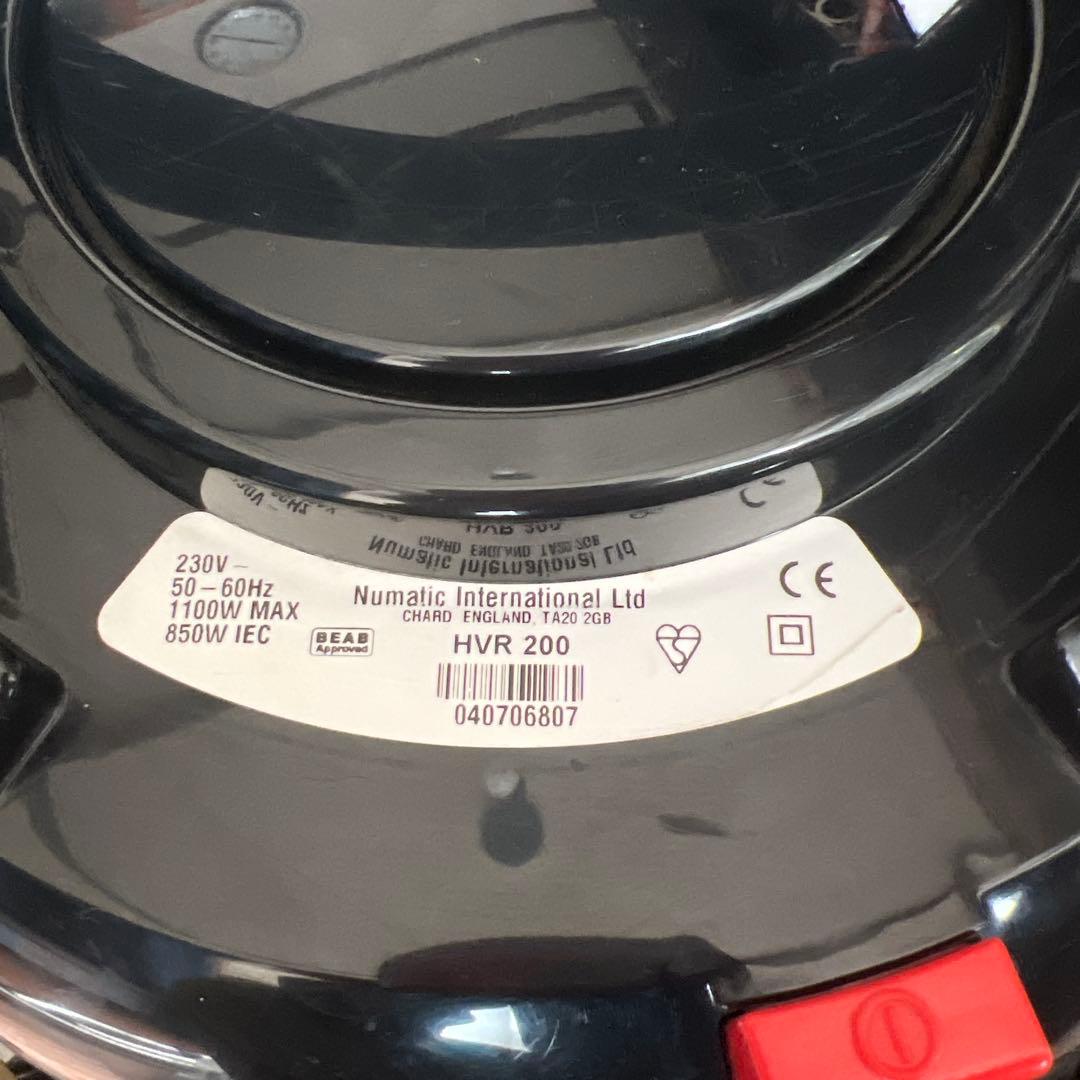 230V ~
50 – 60Hz
1100W MAX
850W IEC
BEAB
Approved
Numatic International Ltd
CHARD ENGLAND, TA20 2GB
HVR 200
040706807
CE